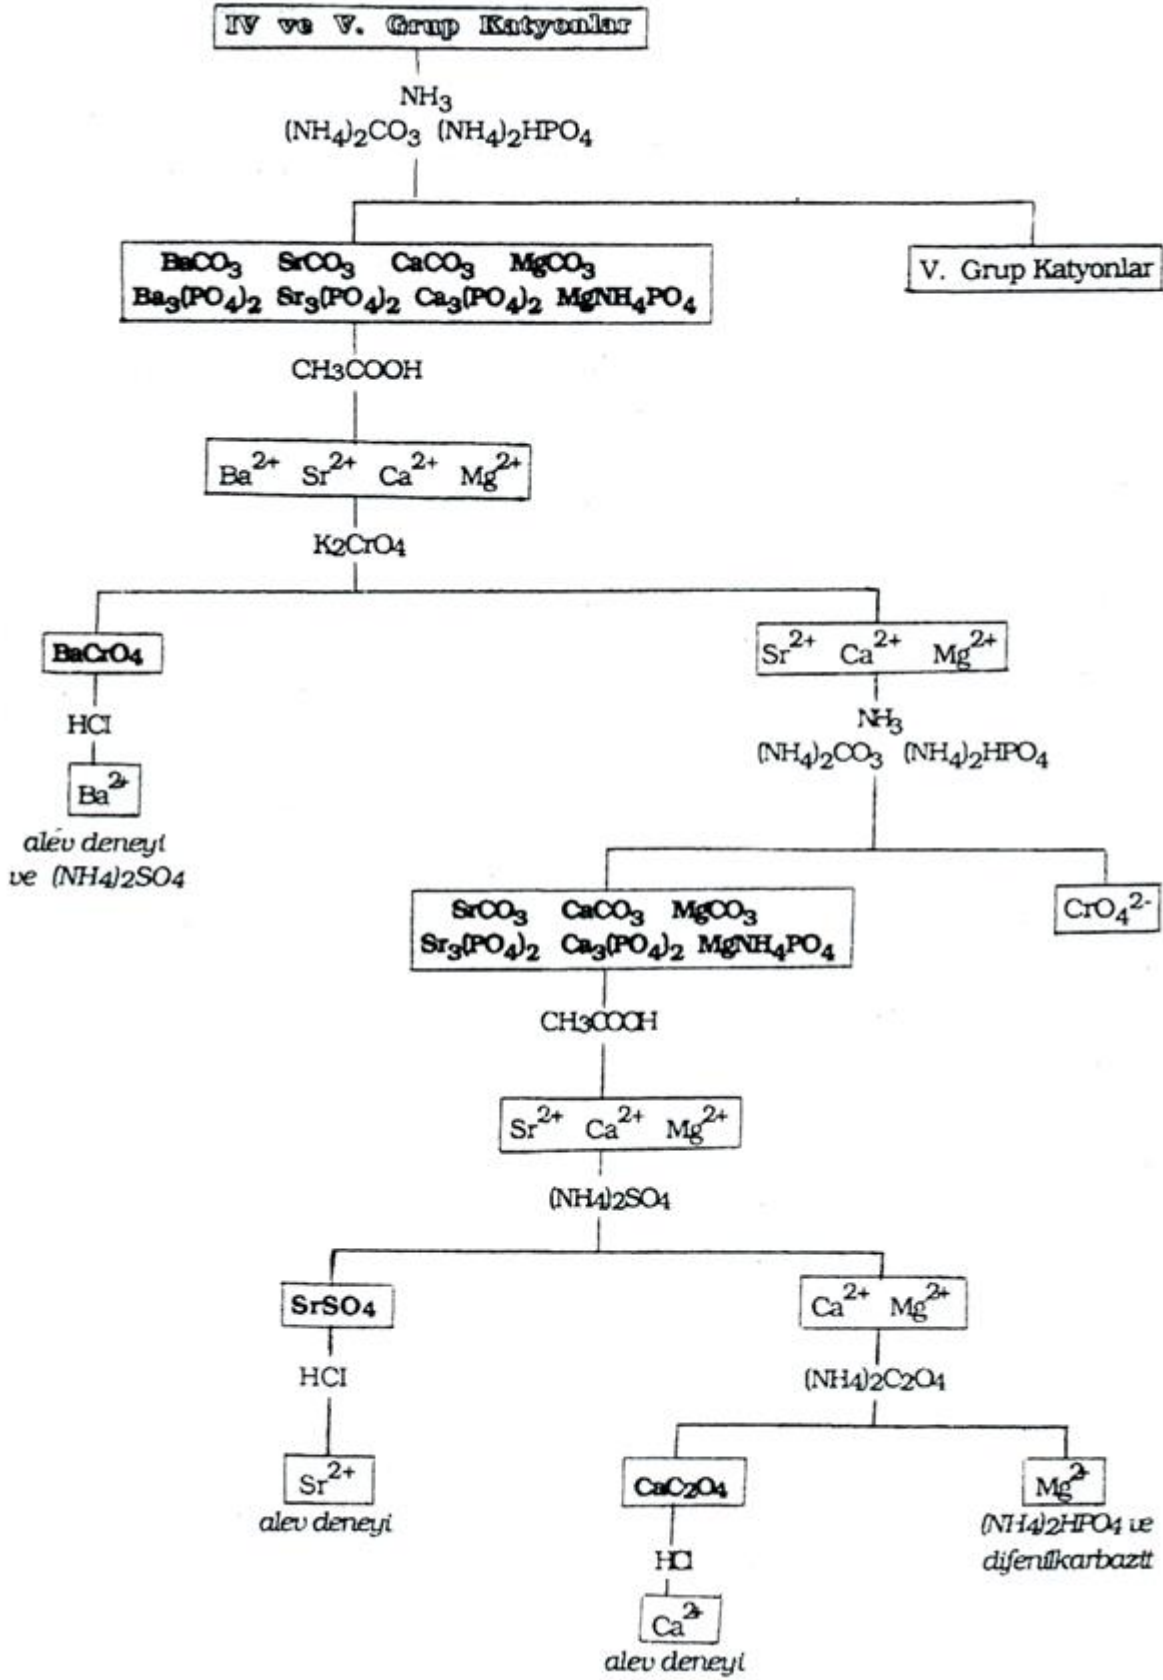 IV ve V. Grup Katyonlar
NH3
(NH4)2CO3 (NH4)2HPO4
BaCO3 SrCO3 CaCO3 MgCO3
Ba3(PO4)2 Sr3(PO4)2 Ca3(PO4)2 MgNH4PO4
V. Grup Katyonlar
CH3COOH
Ba2+ Sr2+ Ca2+ Mg2+
K2CrO4
BaCrO4
Sr2+ Ca2+ Mg2+
HCl
NH3
(NH4)2CO3 (NH4)2HPO4
Ba2+
alev deneyi
ve (NH4)2SO4
SrCO3 CaCO3 MgCO3
Sr3(PO4)2 Ca3(PO4)2 MgNH4PO4
CrO42-
CH3COOH
Sr2+ Ca2+ Mg2+
(NH4)2SO4
SrSO4
Ca2+ Mg2+
HCl
(NH4)2C2O4
Sr2+
alev deneyi
CaC2O4
Mg2+
(NH4)2HPO4 ve
difenilkarbazit
HCl
Ca2+
alev deneyi